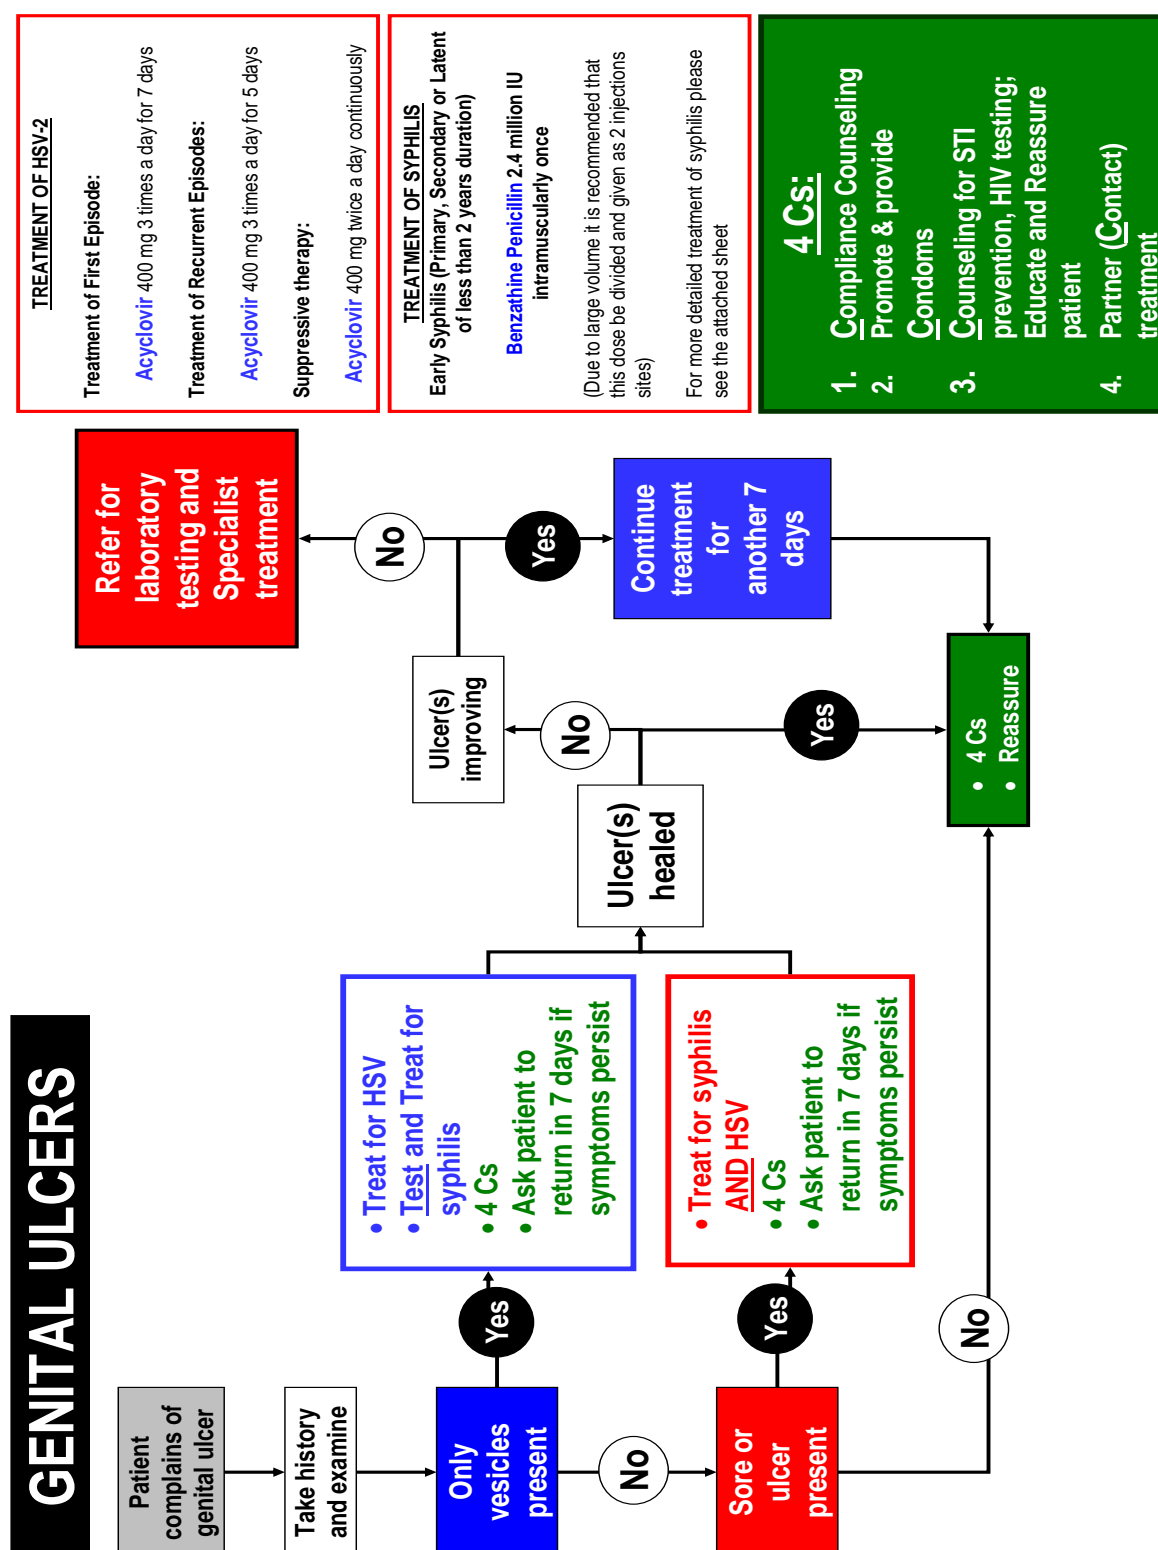 GENITAL ULCERS
Patient
complains of
genital ulcer
Take history
and examine
Only
vesicles
present
Yes
• Treat for HSV
• Test and Treat for
syphilis
• 4 Cs
• Ask patient to
return in 7 days if
symptoms persist
No
Sore or
ulcer
present
Yes
• Treat for syphilis
AND HSV
• 4 Cs
• Ask patient to
return in 7 days if
symptoms persist
No
Ulcer(s)
healed
No
Yes
Ulcer(s)
improving
No
Yes
Refer for
laboratory
testing and
Specialist
treatment
Continue
treatment
for
another 7
days
• 4 Cs
• Reassure
TREATMENT OF HSV-2
Treatment of First Episode:
Acyclovir 400 mg 3 times a day for 7 days
Treatment of Recurrent Episodes:
Acyclovir 400 mg 3 times a day for 5 days
Suppressive therapy:
Acyclovir 400 mg twice a day continuously
TREATMENT OF SYPHILIS
Early Syphilis (Primary, Secondary or Latent
of less than 2 years duration)
Benzathine Penicillin 2.4 million IU
intramuscularly once
(Due to large volume it is recommended that
this dose be divided and given as 2 injections
sites)
For more detailed treatment of syphilis please
see the attached sheet
4 Cs:
1. Compliance Counseling
2. Promote & provide
Condoms
3. Counseling for STI
prevention, HIV testing;
Educate and Reassure
patient
4. Partner (Contact)
treatment